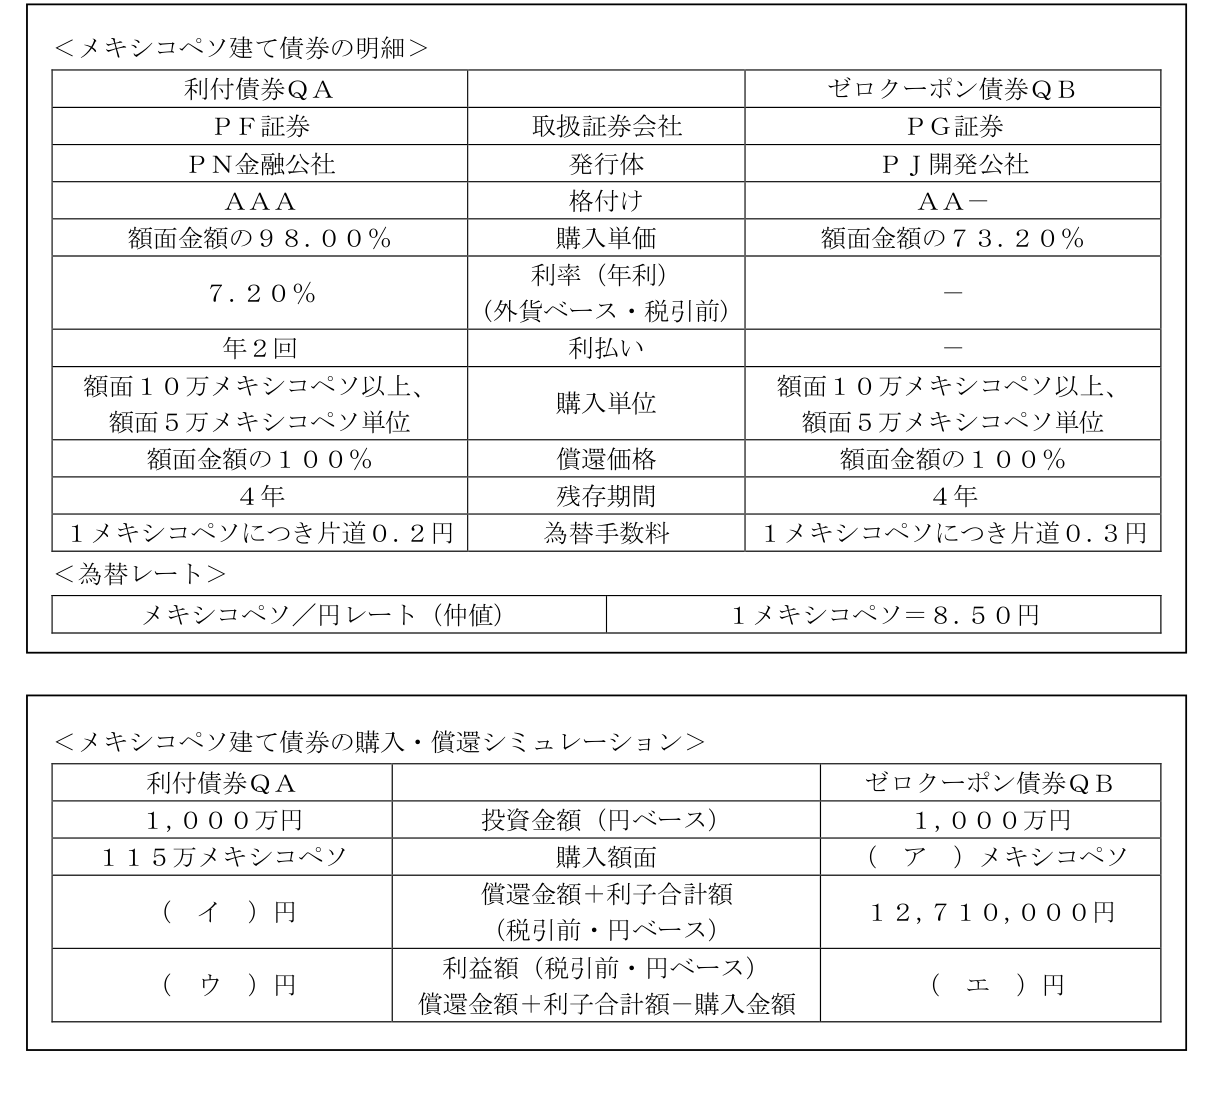 ＜メキシコペソ建て債券の明細＞
利付債券ＱＡ　ゼロクーポン債券ＱＢ
ＰＦ証券　取扱証券会社　ＰＧ証券
ＰＮ金融公社　発行体　ＰＪ開発公社
ＡＡＡ　格付け　ＡＡ－
額面金額の９８．００％　購入単価　額面金額の７３．２０％
７．２０％　利率（年利）　－
（外貨ベース・税引前）
年２回　利払い　－
額面１０万メキシコペソ以上、　購入単位　額面１０万メキシコペソ以上、
額面５万メキシコペソ単位　額面５万メキシコペソ単位
額面金額の１００％　償還価格　額面金額の１００％
４年　残存期間　４年
１メキシコペソにつき片道０．２円　為替手数料　１メキシコペソにつき片道０．３円
＜為替レート＞
メキシコペソ／円レート（仲値）　１メキシコペソ＝８．５０円
＜メキシコペソ建て債券の購入・償還シミュレーション＞
利付債券ＱＡ　ゼロクーポン債券ＱＢ
１，０００万円　投資金額（円ベース）　１，０００万円
１１５万メキシコペソ　購入額面　（　ア　）メキシコペソ
（　イ　）円　償還金額＋利子合計額　１２，７１０，０００円
（税引前・円ベース）
（　ウ　）円　利益額（税引前・円ベース）　（　エ　）円
償還金額＋利子合計額－購入金額